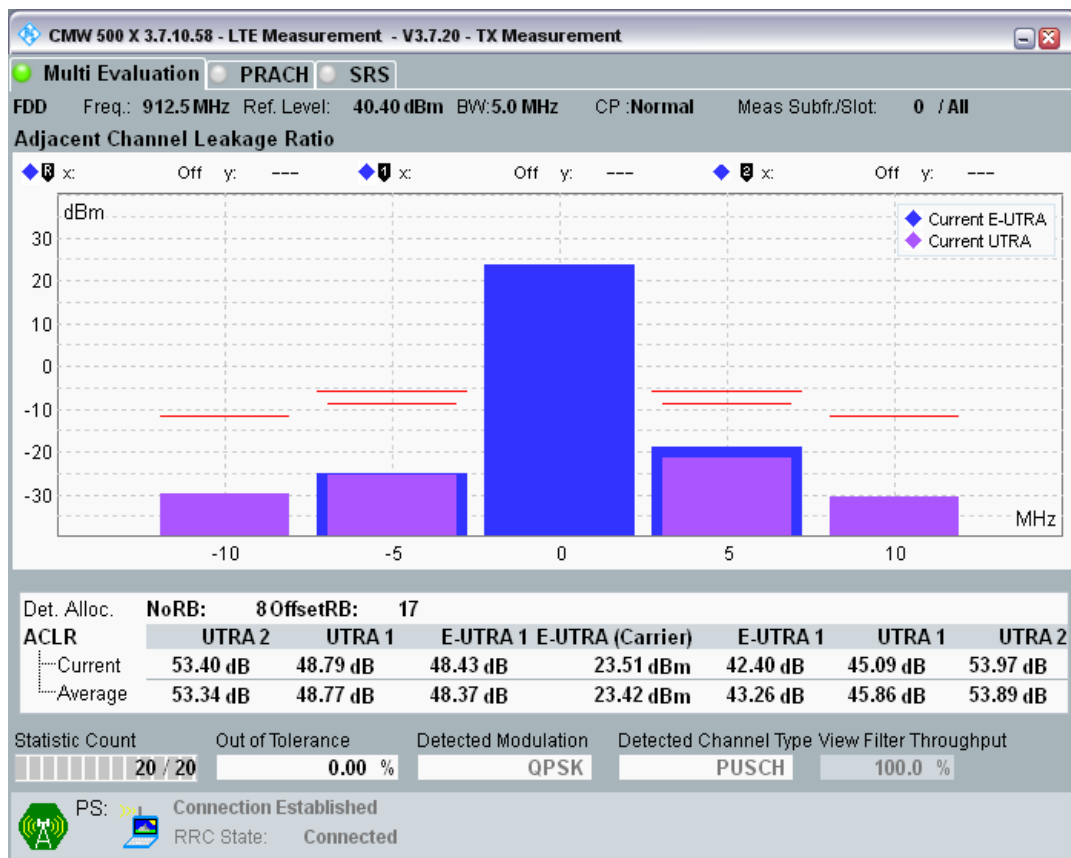 CMW 500 X 3.7.10.58 - LTE Measurement - V3.7.20 - TX Measurement
Multi Evaluation PRACH SRS
FDD Freq.: 912.5 MHz Ref. Level: 40.40 dBm BW:5.0 MHz CP :Normal Meas Subfr./Slot: 0 / All
Adjacent Channel Leakage Ratio
R x: Off y: --- 1 x: Off y: --- 2 x: Off y: ---
dBm
Current E-UTRA
Current UTRA
30
20
10
0
-10
-20
-30
MHz
-10 -5 0 5 10
Det. Alloc. NoRB: 8 OffsetRB: 17
ACLR UTRA 2 UTRA 1 E-UTRA 1 E-UTRA (Carrier) E-UTRA 1 UTRA 1 UTRA 2
Current 53.40 dB 48.79 dB 48.43 dB 23.51 dBm 42.40 dB 45.09 dB 53.97 dB
Average 53.34 dB 48.77 dB 48.37 dB 23.42 dBm 43.26 dB 45.86 dB 53.89 dB
Statistic Count Out of Tolerance Detected Modulation Detected Channel Type View Filter Throughput
20 / 20 0.00 % QPSK PUSCH 100.0 %
PS: Connection Established
RRC State: Connected